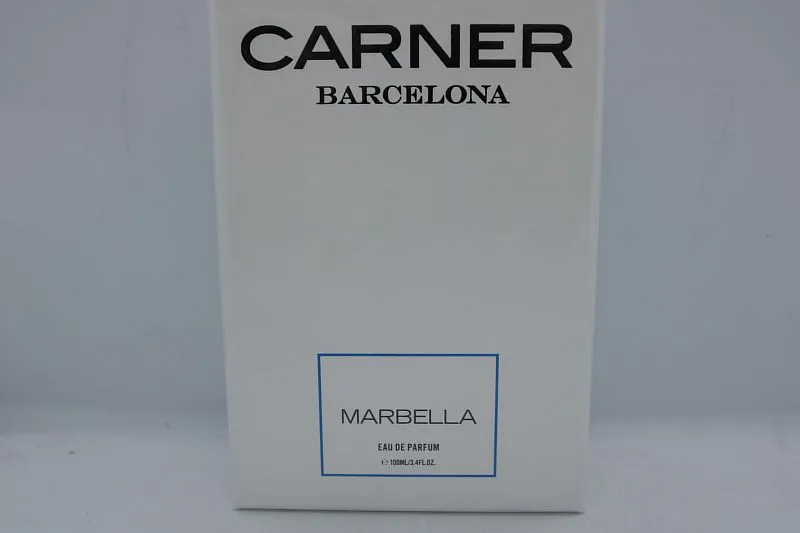 CARNER
BARCELONA
MARBELLA
EAU DE PARFUM
℮ 100ML/3.4FL.OZ.